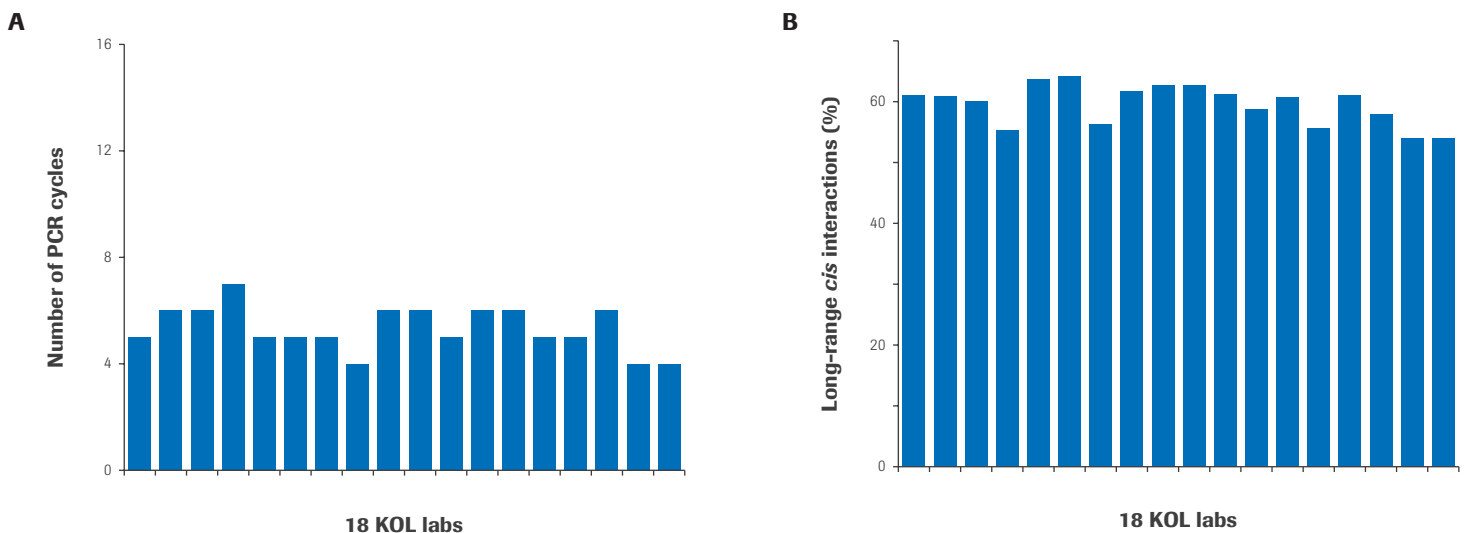 A
Number of PCR cycles
16
12
8
4
0
18 KOL labs
B
Long-range cis interactions (%)
60
40
20
0
18 KOL labs